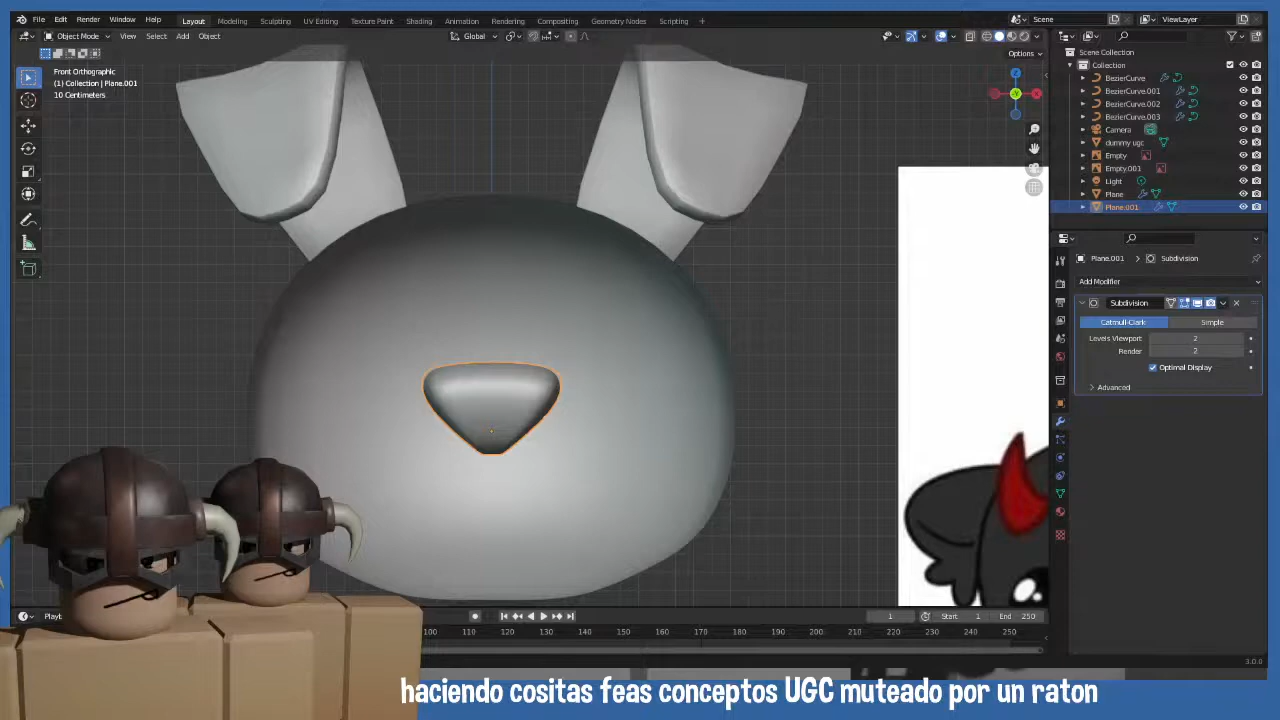 File Edit Render Window Help Layout Modeling Sculpting UV Editing Texture Paint Shading Animation Rendering Compositing Geometry Nodes Scripting + Scene ViewLayer
Object Mode View Select Add Object Global
Options
Front Orthographic
(1) Collection | Plane.001
10 Centimeters
Z
Y
Scene Collection
Collection
BezierCurve
BezierCurve.001
BezierCurve.002
BezierCurve.003
Camera
dummy ugc
Empty
Empty.001
Light
Plane
Plane.001
Plane.001 > Subdivision
Add Modifier
Subdivision
Catmull-Clark Simple
Levels Viewport 2
Render 2
Optimal Display
Advanced
Playt 1 Start 1 End 250
100 110 120 130 140 150 160 170 180 190 200 210 220 230 240 250
3.0.0
haciendo cositas feas conceptos UGC muteado por un raton